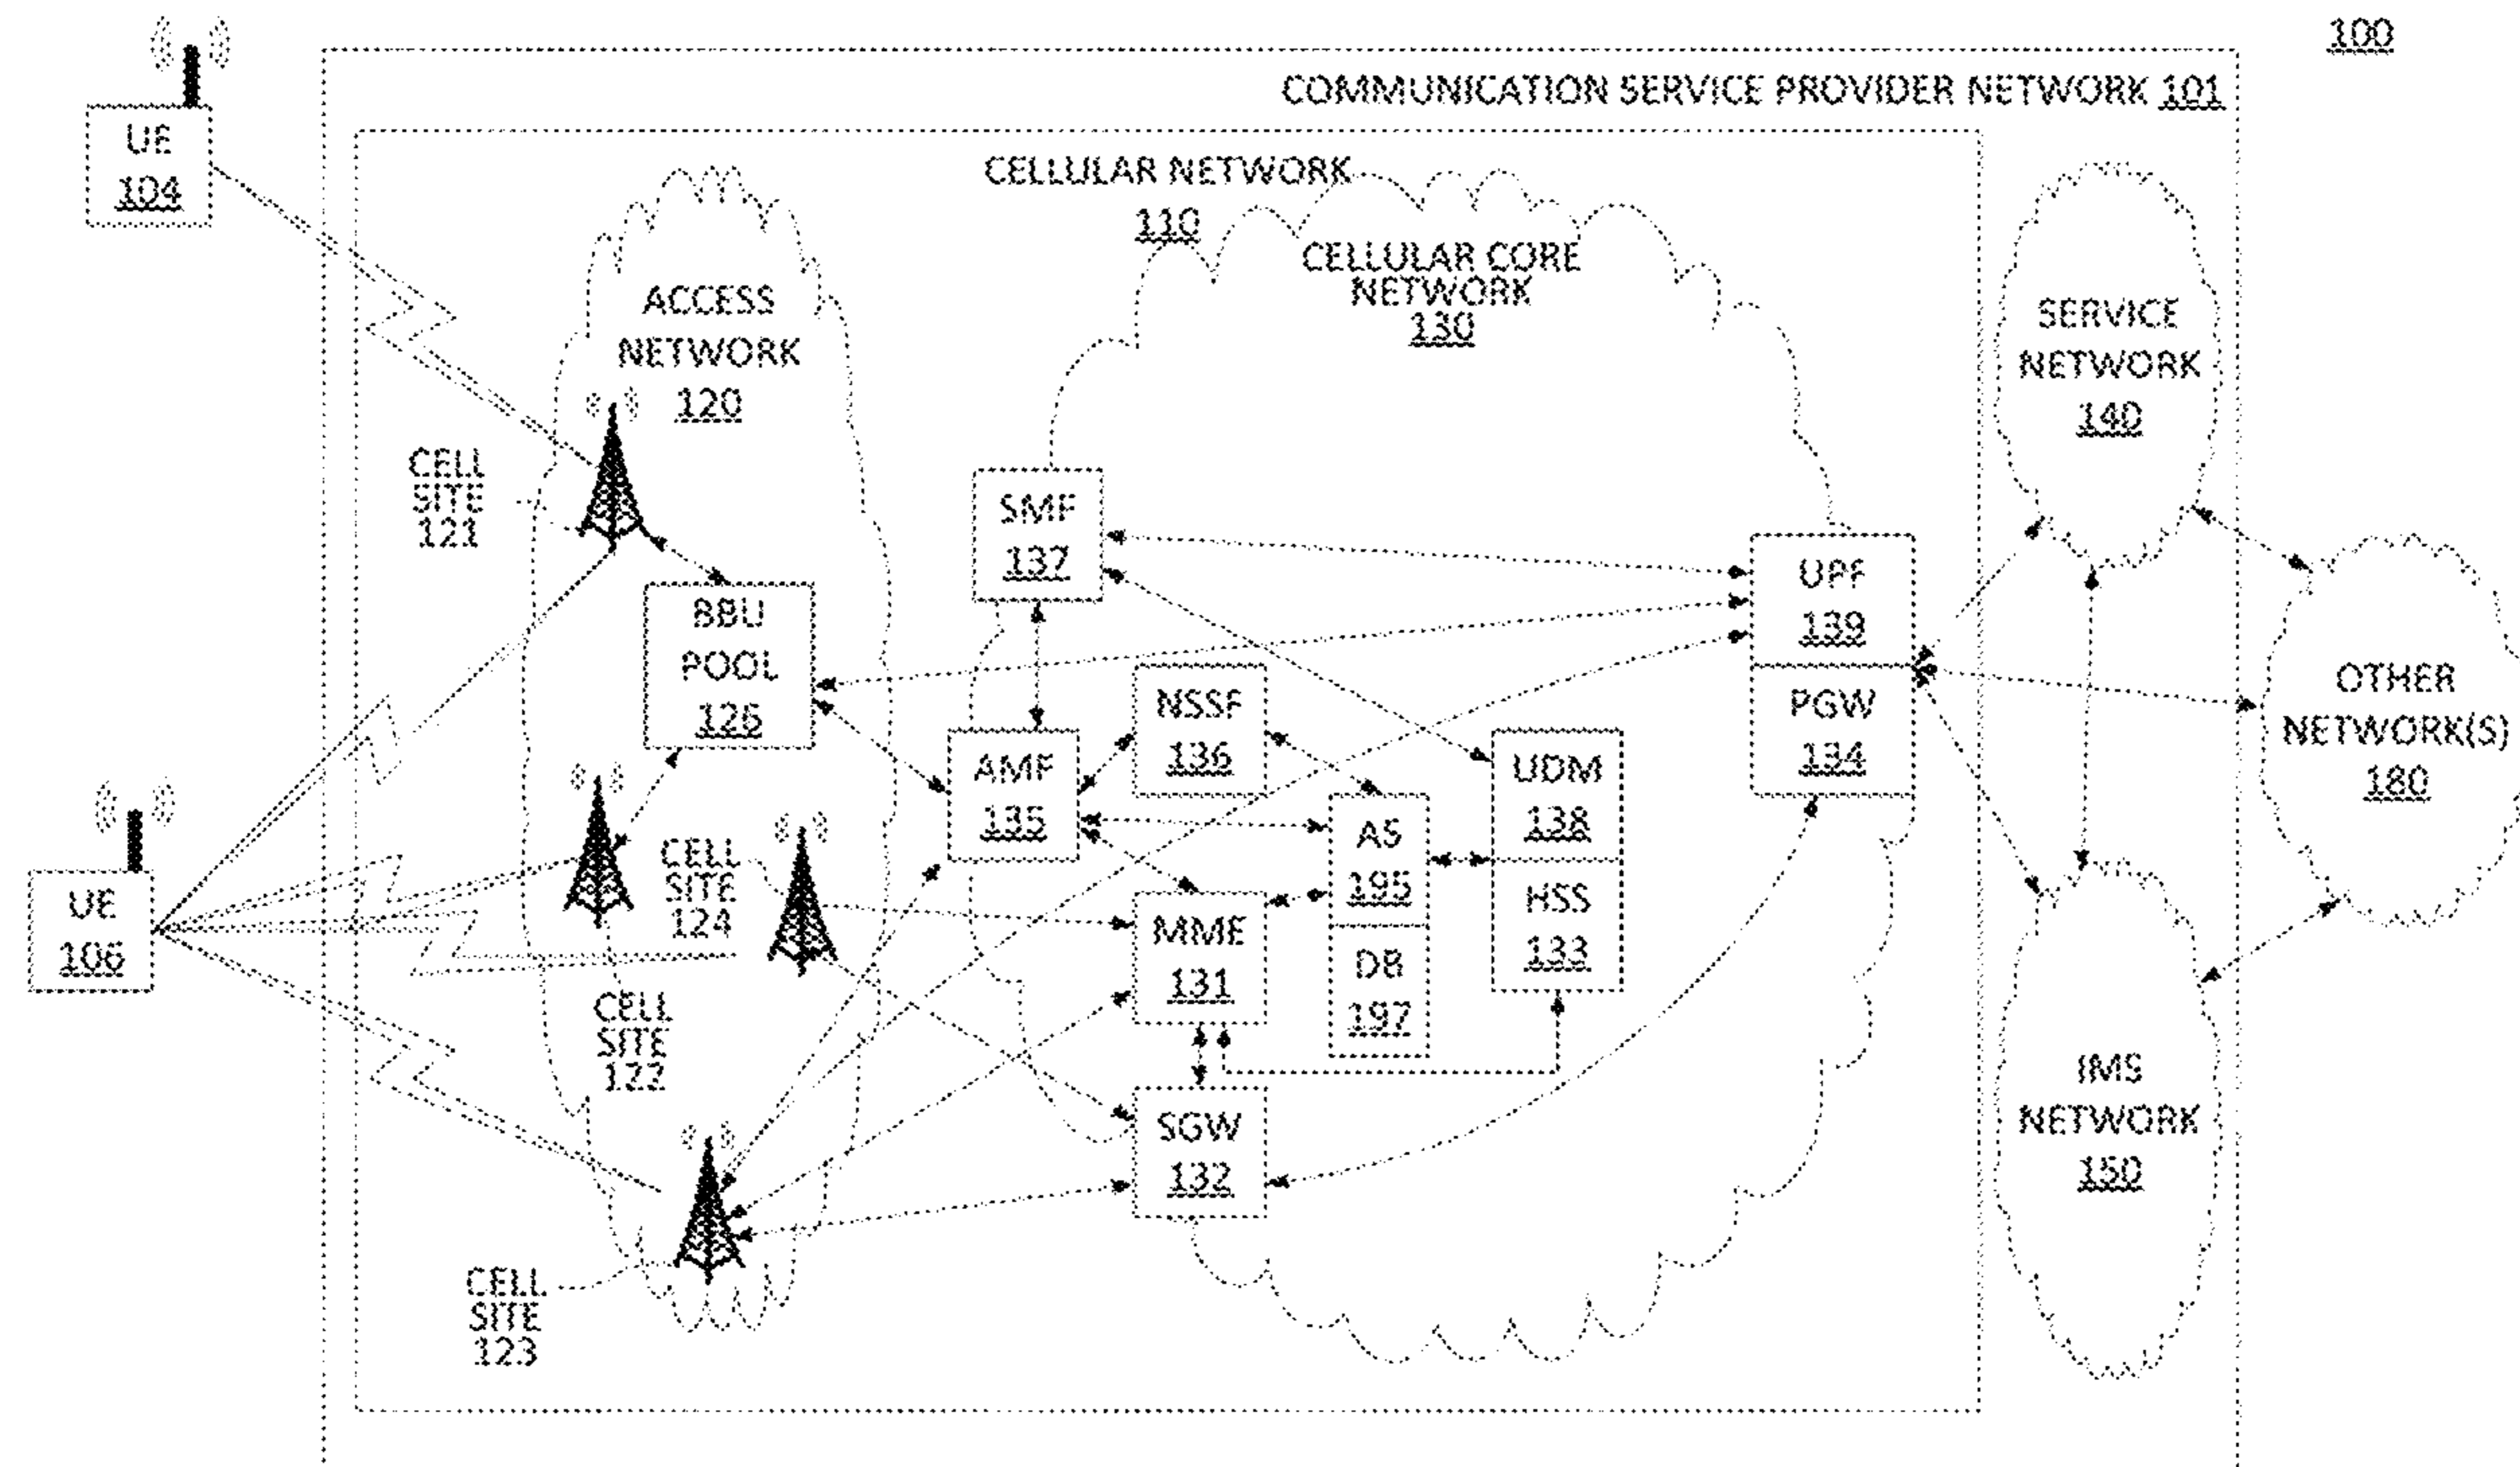 100
COMMUNICATION SERVICE PROVIDER NETWORK 101
UE
104
CELLULAR NETWORK
110
CELLULAR CORE
NETWORK
130
ACCESS
NETWORK
120
SERVICE
NETWORK
140
CELL
SITE
121
SMF
137
BBU
POOL
126
UPF
139
PGW
134
NSSF
136
AMF
135
UDM
138
HSS
133
AS
195
DB
197
OTHER
NETWORK(S)
180
UE
106
CELL
SITE
124
MME
131
CELL
SITE
122
SGW
132
IMS
NETWORK
150
CELL
SITE
123